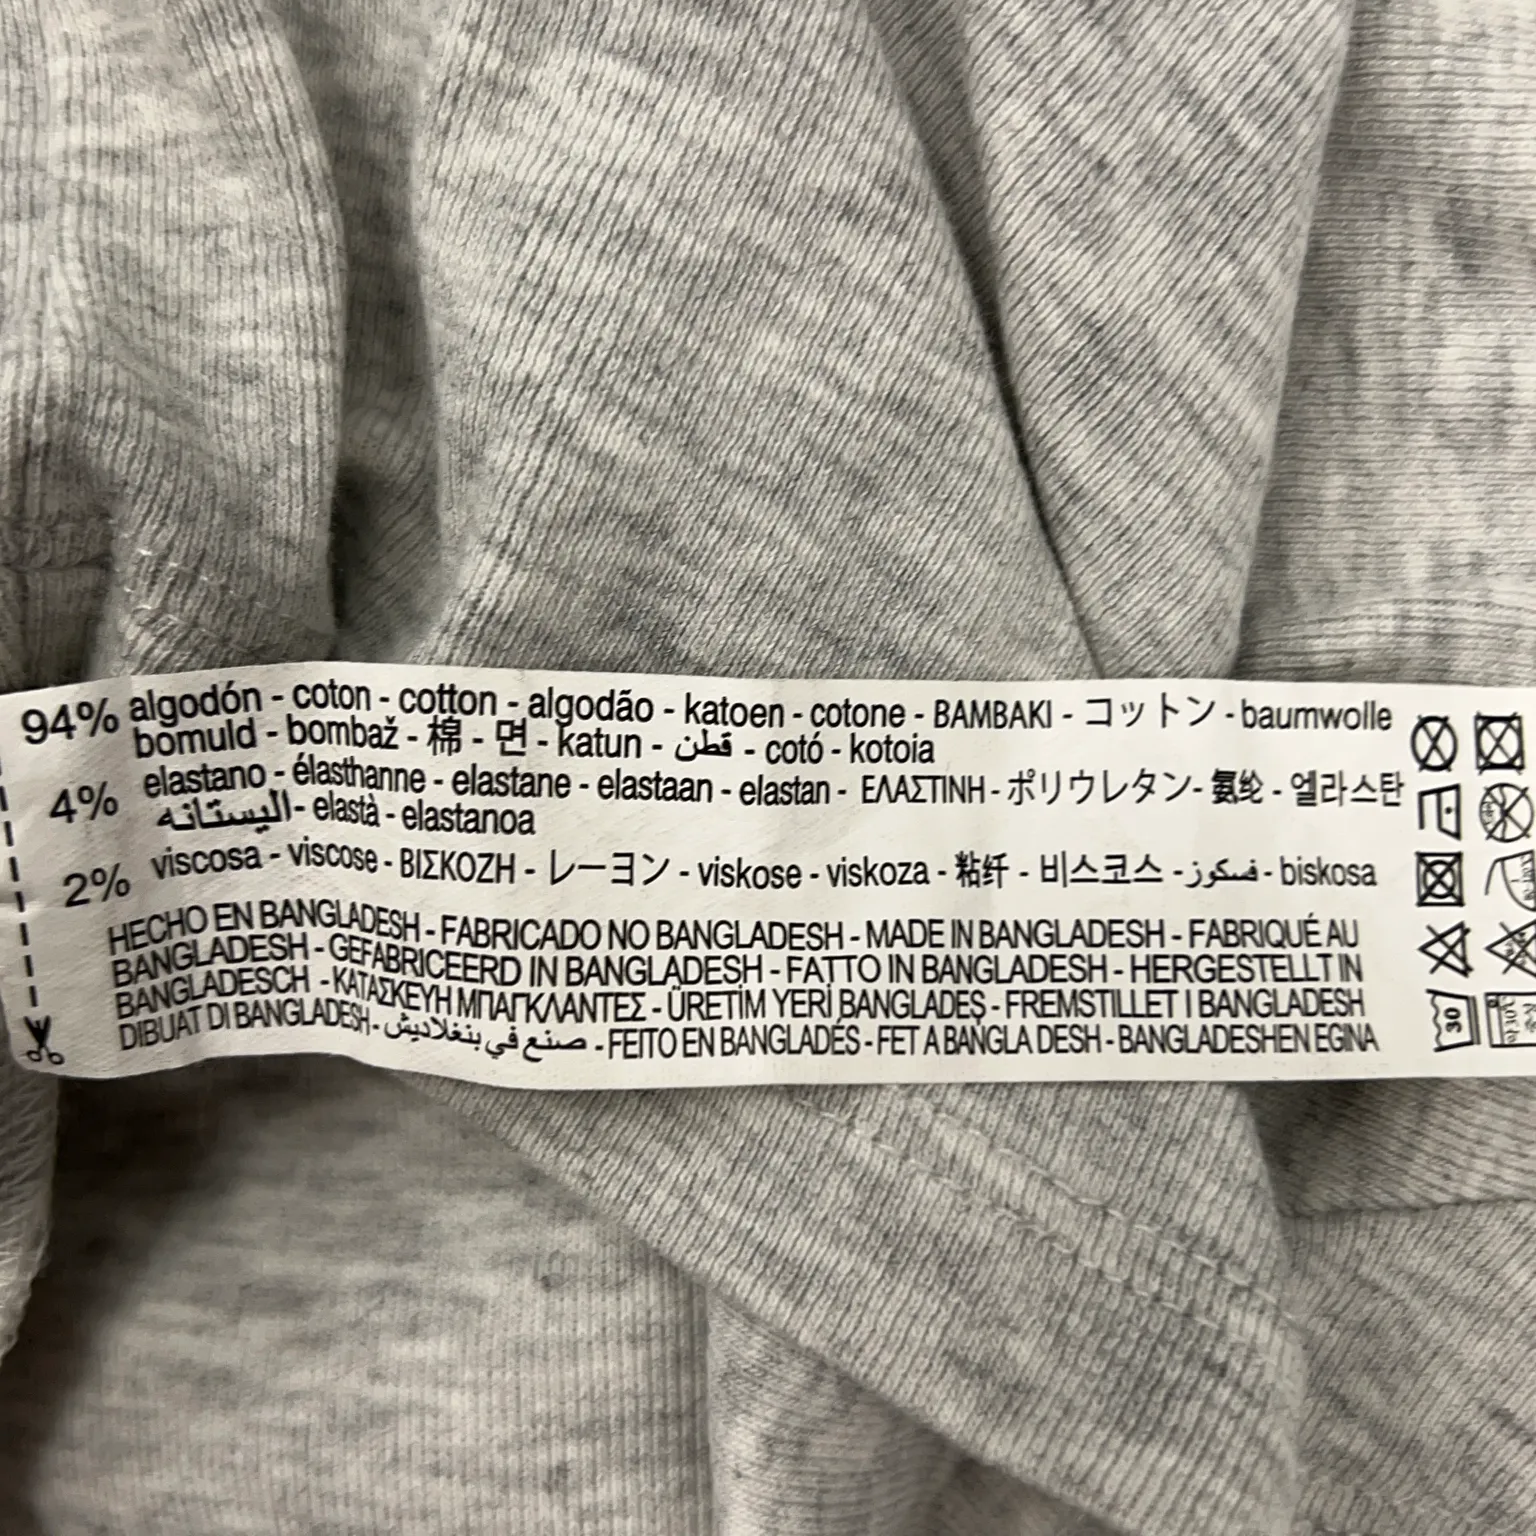 94% algodón - coton - cotton - algodão - katoen - cotone - BAMBAKI - コットン - baumwolle
bomuld - bombaž - 棉 - 면 - katun - قطن - cotó - kotoia
4% elastano - élasthanne - elastane - elastaan - elastan - ΕΛΑΣΤΙΝΗ - ポリウレタン - 氨纶 - 엘라스탄
اليستانه - elastà - elastanoa
2% viscosa - viscose - ΒΙΣΚΟΖΗ - レーヨン - viskose - viskoza - 粘纤 - 비스코스 - فسكوز - biskosa
HECHO EN BANGLADESH - FABRICADO NO BANGLADESH - MADE IN BANGLADESH - FABRIQUÉ AU
BANGLADESH - GEFABRICEERD IN BANGLADESH - FATTO IN BANGLADESH - HERGESTELLT IN
BANGLADESCH - ΚΑΤΑΣΚΕΥΗ ΜΠΑΓΚΛΑΝΤΕΣ - ÜRETİM YERİ BANGLADEŞ - FREMSTILLET I BANGLADESH
DIBUAT DI BANGLADESH - صنع في بنغلاديش - FEITO EN BANGLADÉS - FET A BANGLA DESH - BANGLADESHEN EGINA
30